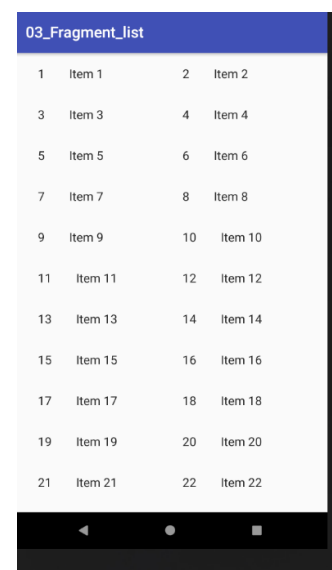 03_Fragment_list
1 Item 1 2 Item 2
3 Item 3 4 Item 4
5 Item 5 6 Item 6
7 Item 7 8 Item 8
9 Item 9 10 Item 10
11 Item 11 12 Item 12
13 Item 13 14 Item 14
15 Item 15 16 Item 16
17 Item 17 18 Item 18
19 Item 19 20 Item 20
21 Item 21 22 Item 22